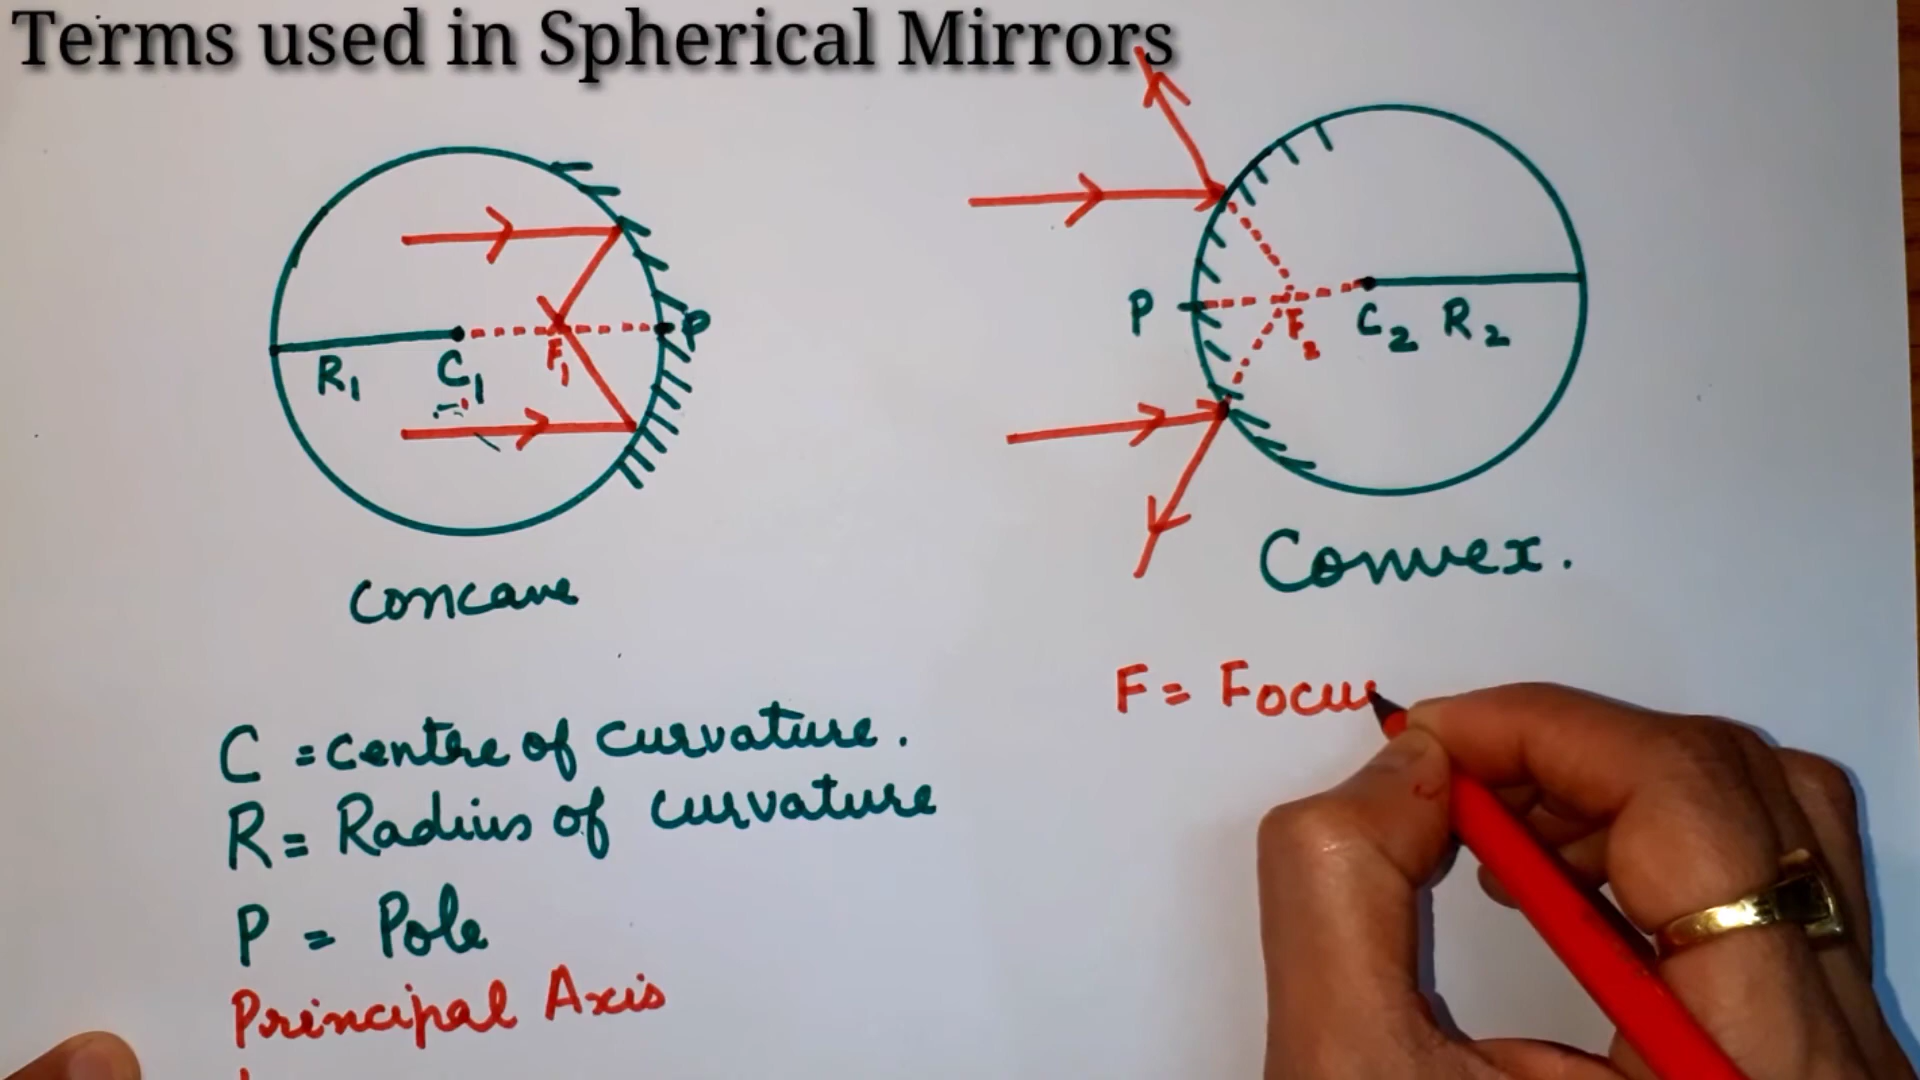 Terms used in Spherical Mirrors
R1 C1 F1 P
P F2 C2 R2
Concave
Convex.
F = Focus
C = centre of curvature.
R = Radius of curvature
P = Pole
Principal Axis